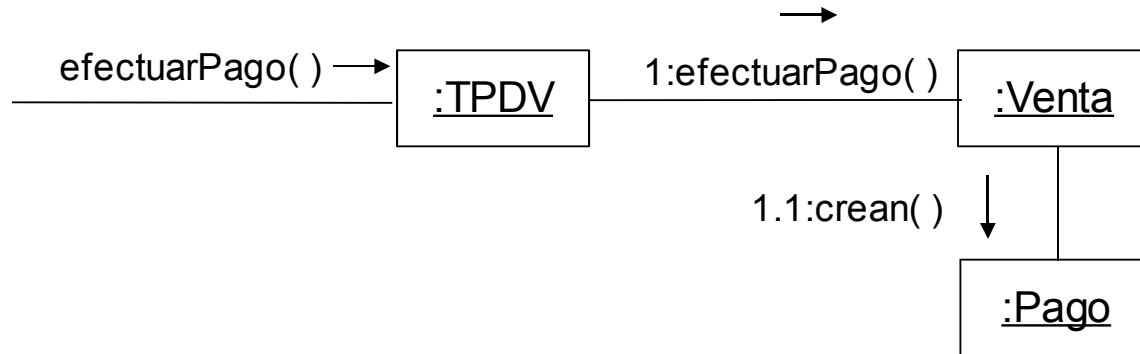 efectuarPago( )
:TPDV
1:efectuarPago( )
:Venta
1.1:crean( )
:Pago